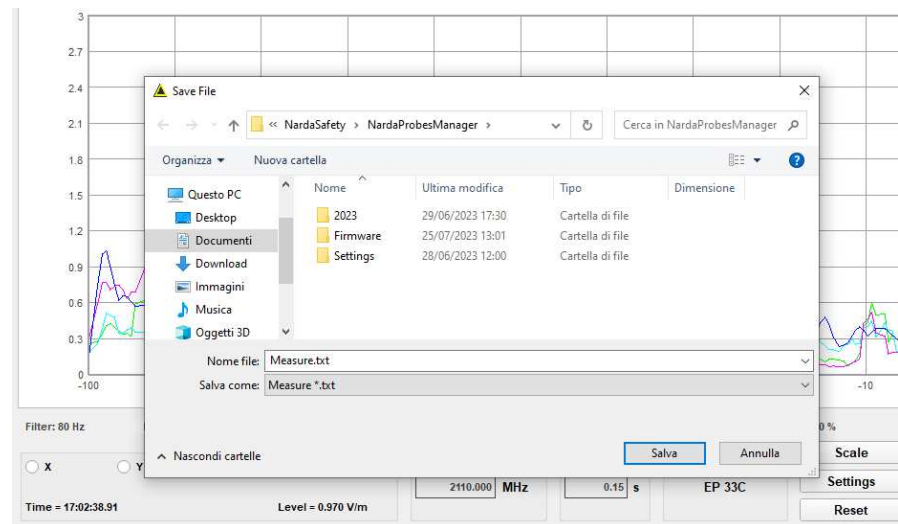 3
2.7
2.4
2.1
1.8
1.5
1.2
0.9
0.6
0.3
0
-100
-10
Save File
« NardaSafety > NardaProbesManager >
Cerca in NardaProbesManager
Organizza
Nuova cartella
Questo PC
Desktop
Documenti
Download
Immagini
Musica
Oggetti 3D
Nome Ultima modifica Tipo Dimensione
2023 29/06/2023 17:30 Cartella di file
Firmware 25/07/2023 13:01 Cartella di file
Settings 28/06/2023 12:00 Cartella di file
Nome file: Measure.txt
Salva come: Measure *.txt
Nascondi cartelle
Salva
Annulla
Filter: 80 Hz
0 %
X
Y
Time = 17:02:38.91
Level = 0.970 V/m
2110.000 MHz
0.15 s
EP 33C
Scale
Settings
Reset